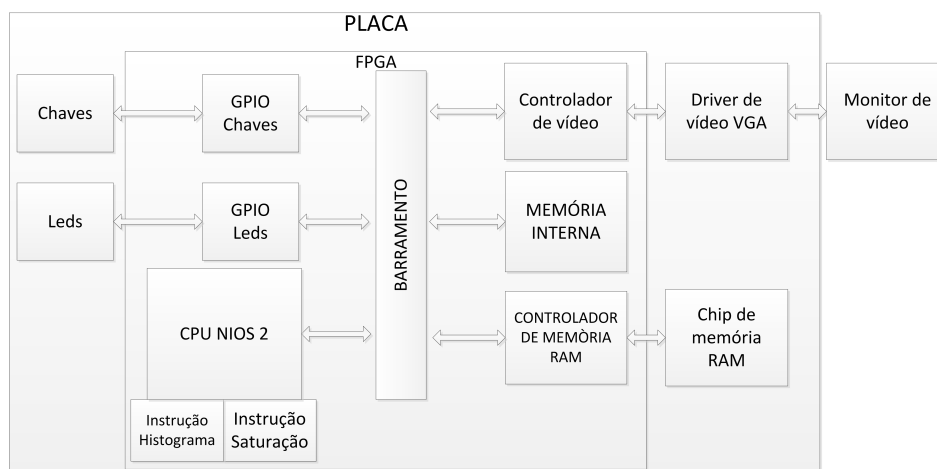 PLACA
FPGA
Chaves
GPIO
Chaves
BARRAMENTO
Controlador
de vídeo
Driver de
vídeo VGA
Monitor de
vídeo
Leds
GPIO
Leds
MEMÓRIA
INTERNA
CPU NIOS 2
CONTROLADOR
DE MEMÒRIA
RAM
Chip de
memória
RAM
Instrução
Histograma
Instrução
Saturação